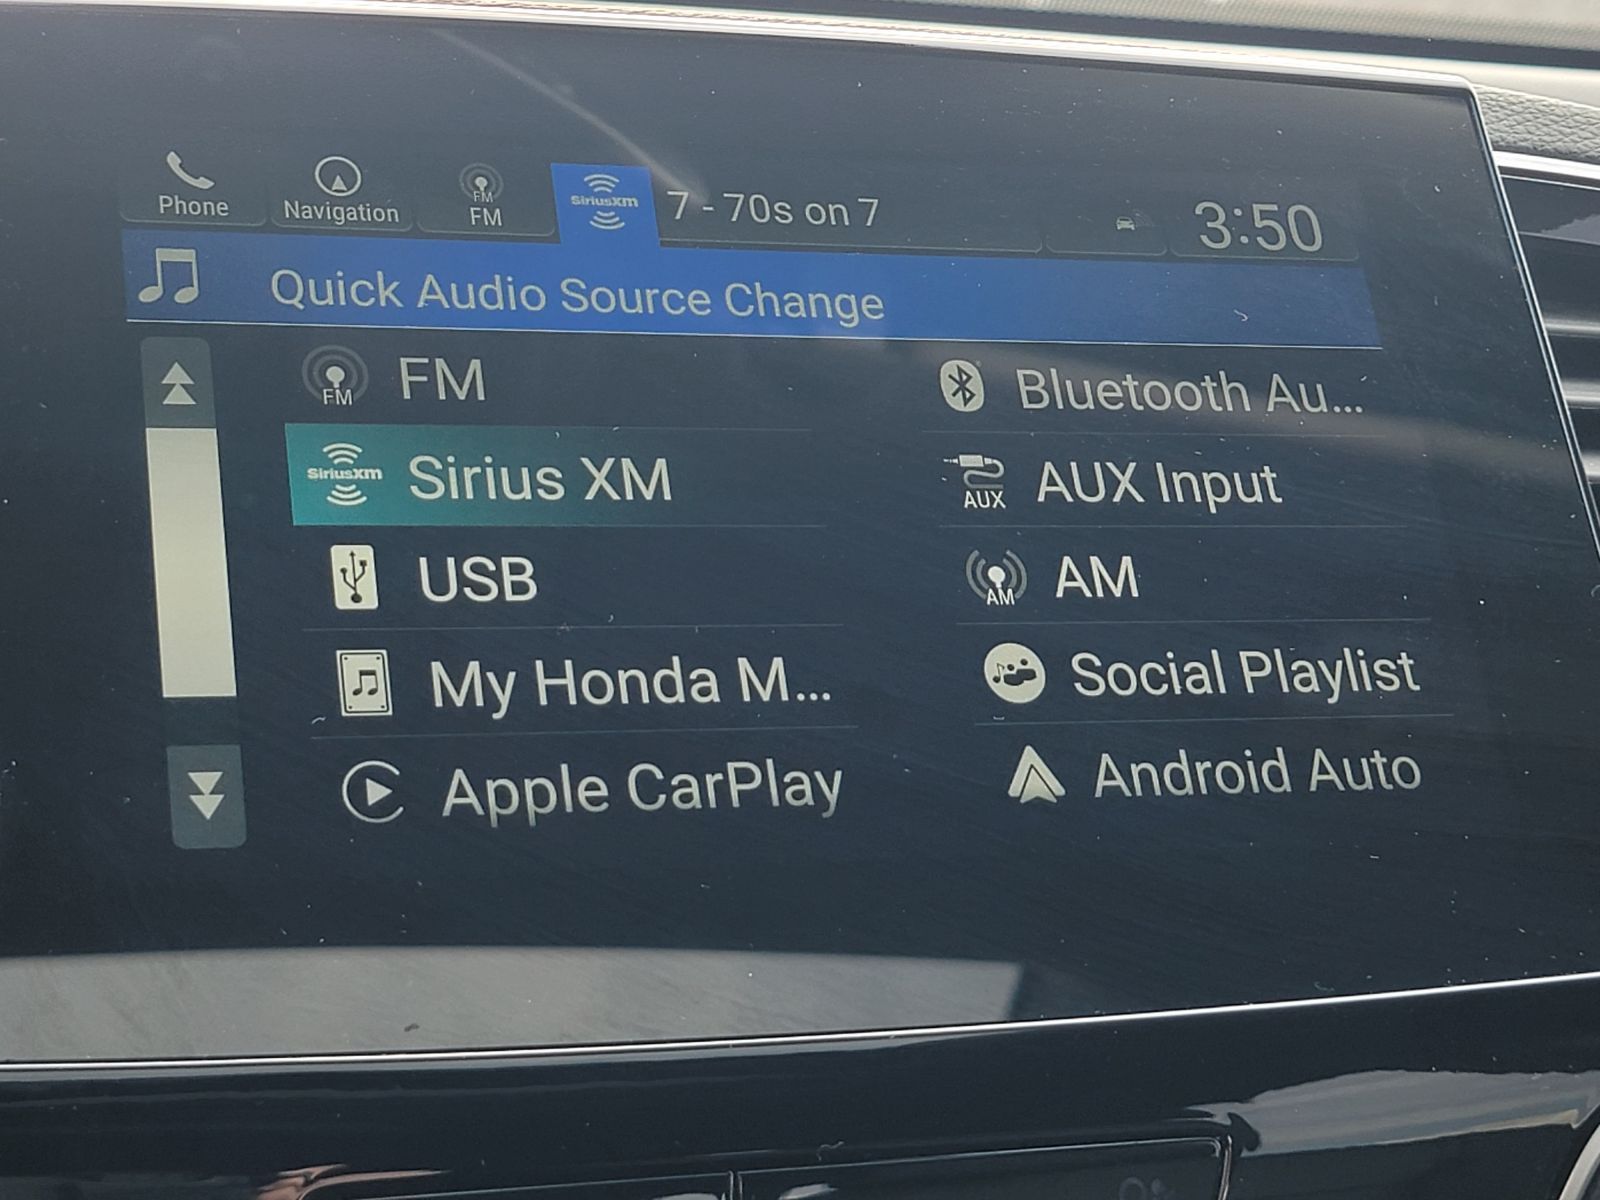 Phone
Navigation
FM
FM
SiriusXM
7 - 70s on 7
3:50
Quick Audio Source Change
FM
FM
Bluetooth Au...
SiriusXM
Sirius XM
AUX
AUX Input
USB
AM
AM
My Honda M...
Social Playlist
Apple CarPlay
Android Auto